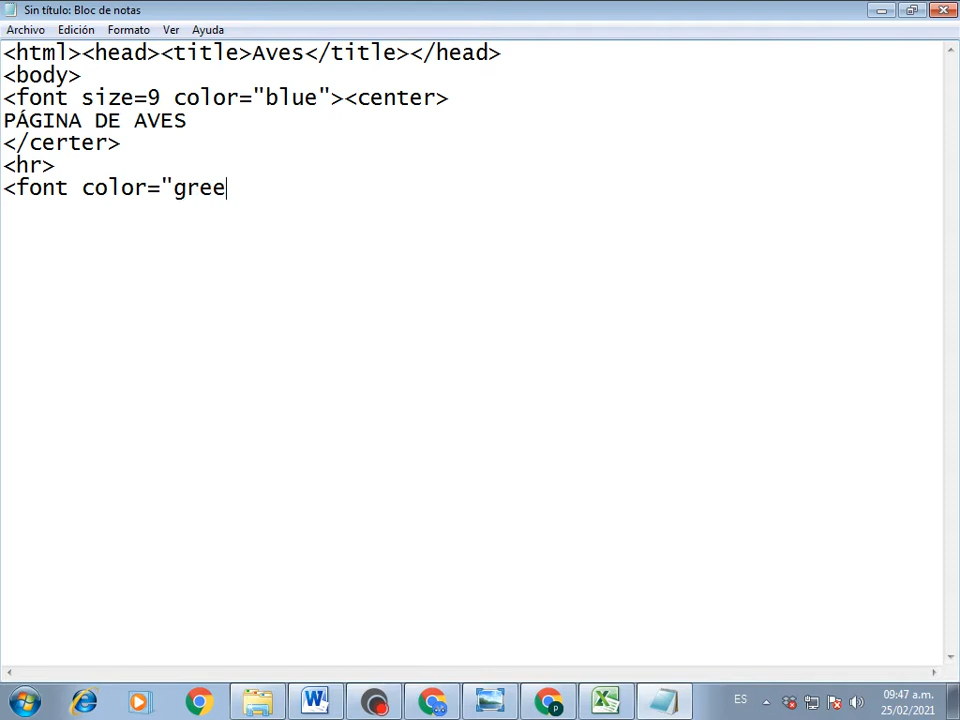 Sin título: Bloc de notas
Archivo Edición Formato Ver Ayuda
<html><head><title>Aves</title></head>
<body>
<font size=9 color="blue"><center>
PÁGINA DE AVES
</certer>
<hr>
<font color="gree
ES
09:47 a.m.
25/02/2021